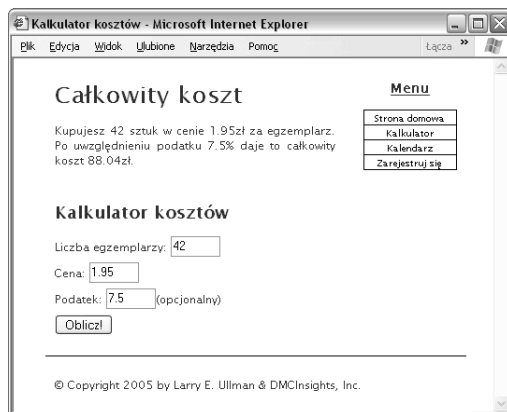 Kalkulator kosztów - Microsoft Internet Explorer
Plik Edycja Widok Ulubione Narzędzia Pomoc Łącza »
Całkowity koszt
Kupujesz 42 sztuk w cenie 1.95zł za egzemplarz.
Po uwzględnieniu podatku 7.5% daje to całkowity
koszt 88.04zł.
Menu
Strona domowa
Kalkulator
Kalendarz
Zarejestruj się
Kalkulator kosztów
Liczba egzemplarzy: 42
Cena: 1.95
Podatek: 7.5 (opcjonalny)
Oblicz!
© Copyright 2005 by Larry E. Ullman & DMCInsights, Inc.